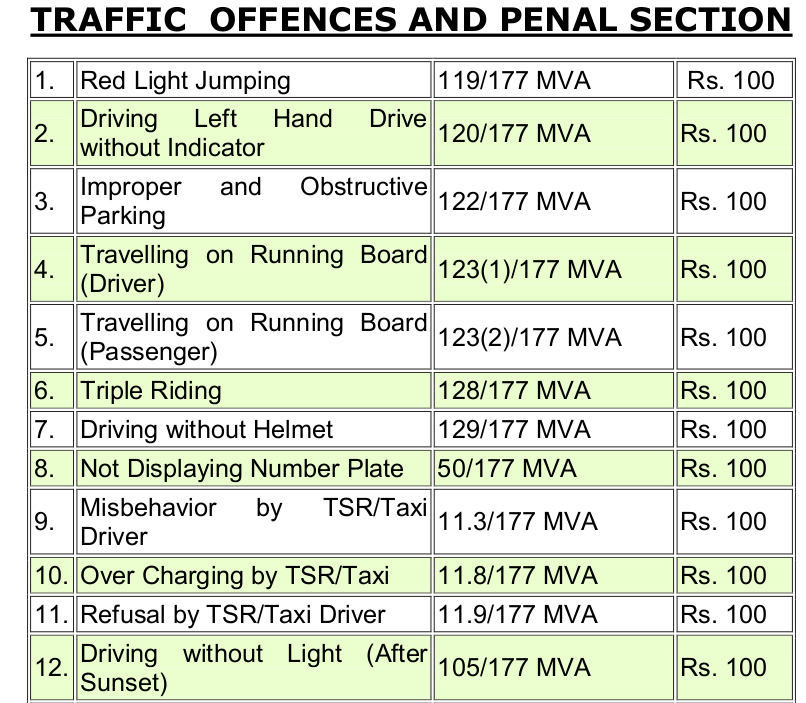 TRAFFIC OFFENCES AND PENAL SECTION
1. Red Light Jumping 119/177 MVA Rs. 100
2. Driving Left Hand Drive without Indicator 120/177 MVA Rs. 100
3. Improper and Obstructive Parking 122/177 MVA Rs. 100
4. Travelling on Running Board (Driver) 123(1)/177 MVA Rs. 100
5. Travelling on Running Board (Passenger) 123(2)/177 MVA Rs. 100
6. Triple Riding 128/177 MVA Rs. 100
7. Driving without Helmet 129/177 MVA Rs. 100
8. Not Displaying Number Plate 50/177 MVA Rs. 100
9. Misbehavior by TSR/Taxi Driver 11.3/177 MVA Rs. 100
10. Over Charging by TSR/Taxi 11.8/177 MVA Rs. 100
11. Refusal by TSR/Taxi Driver 11.9/177 MVA Rs. 100
12. Driving without Light (After Sunset) 105/177 MVA Rs. 100